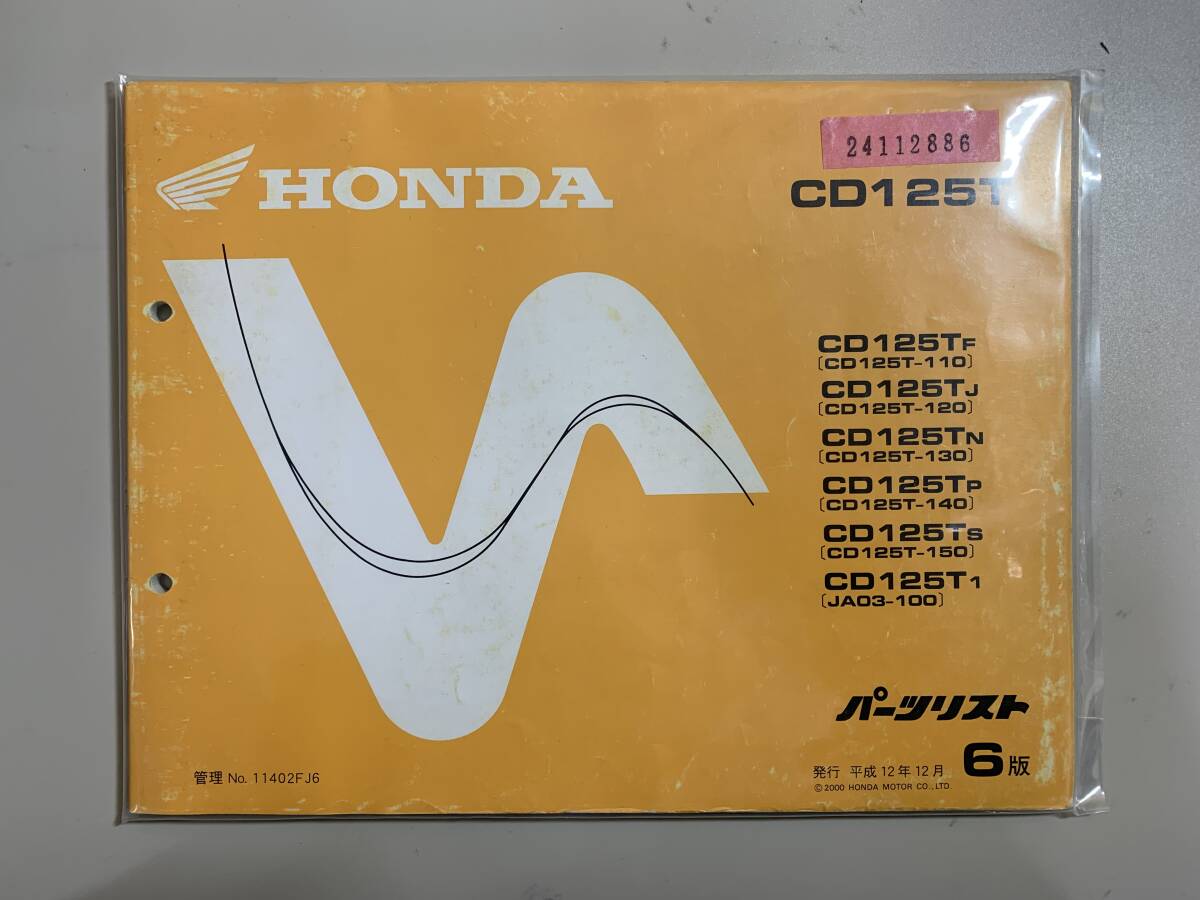 24112886
HONDA
CD125T
CD125TF
〔CD125T-110〕
CD125TJ
〔CD125T-120〕
CD125TN
〔CD125T-130〕
CD125TP
〔CD125T-140〕
CD125TS
〔CD125T-150〕
CD125T1
〔JA03-100〕
パーツリスト
6版
管理 No. 11402FJ6
発行 平成12年12月
©2000 HONDA MOTOR CO.,LTD.